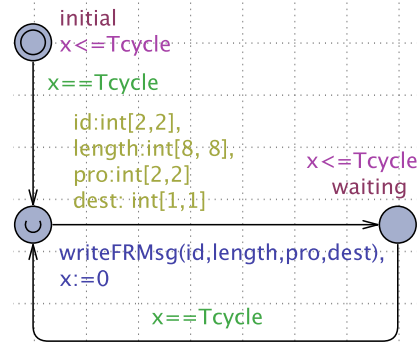 initial
x<=Tcycle
x==Tcycle
id:int[2,2],
length:int[8, 8],
pro:int[2,2]
dest: int[1,1]
x<=Tcycle
waiting
writeFRMsg(id,length,pro,dest),
x:=0
x==Tcycle